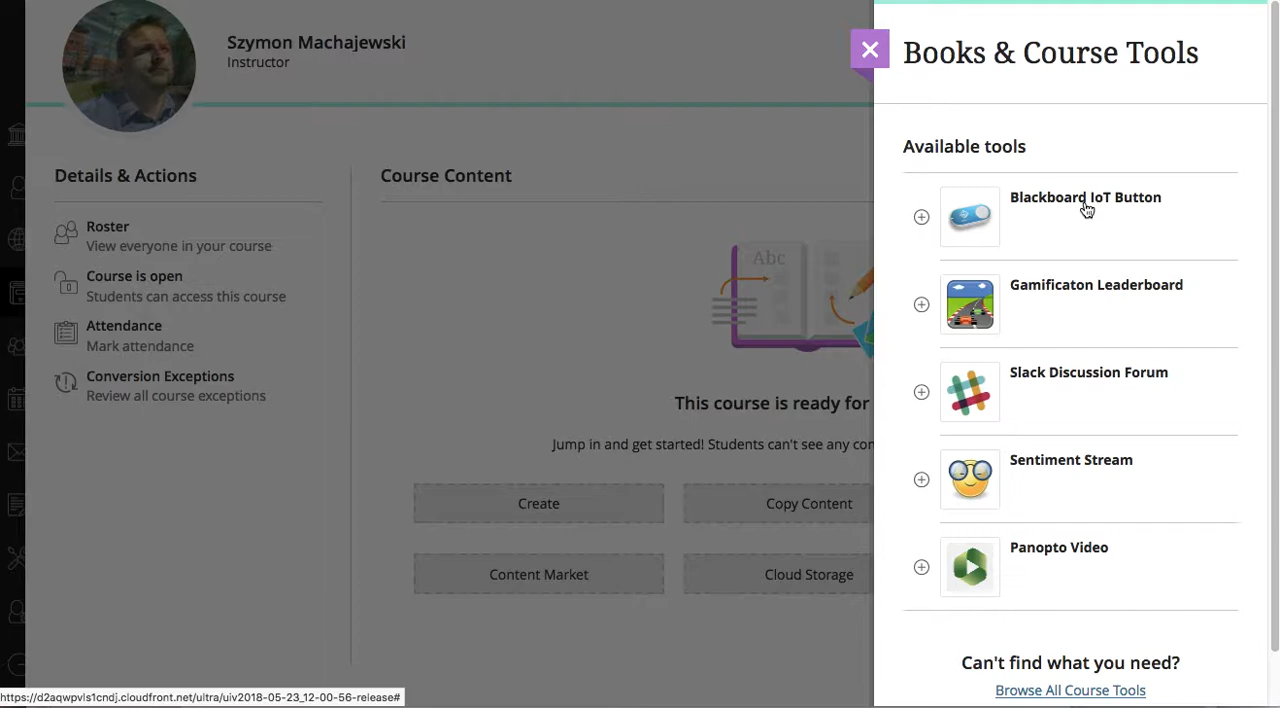 Szymon Machajewski
Instructor
Details & Actions
Roster
View everyone in your course
Course is open
Students can access this course
Attendance
Mark attendance
Conversion Exceptions
Review all course exceptions
Course Content
Abc
This course is ready for
Jump in and get started! Students can't see any con
Create
Copy Content
Content Market
Cloud Storage
Books & Course Tools
Available tools
Blackboard IoT Button
Gamificaton Leaderboard
Slack Discussion Forum
Sentiment Stream
Panopto Video
Can't find what you need?
Browse All Course Tools
https://d2aqwpvls1cndj.cloudfront.net/ultra/uiv2018-05-23_12-00-56-release#